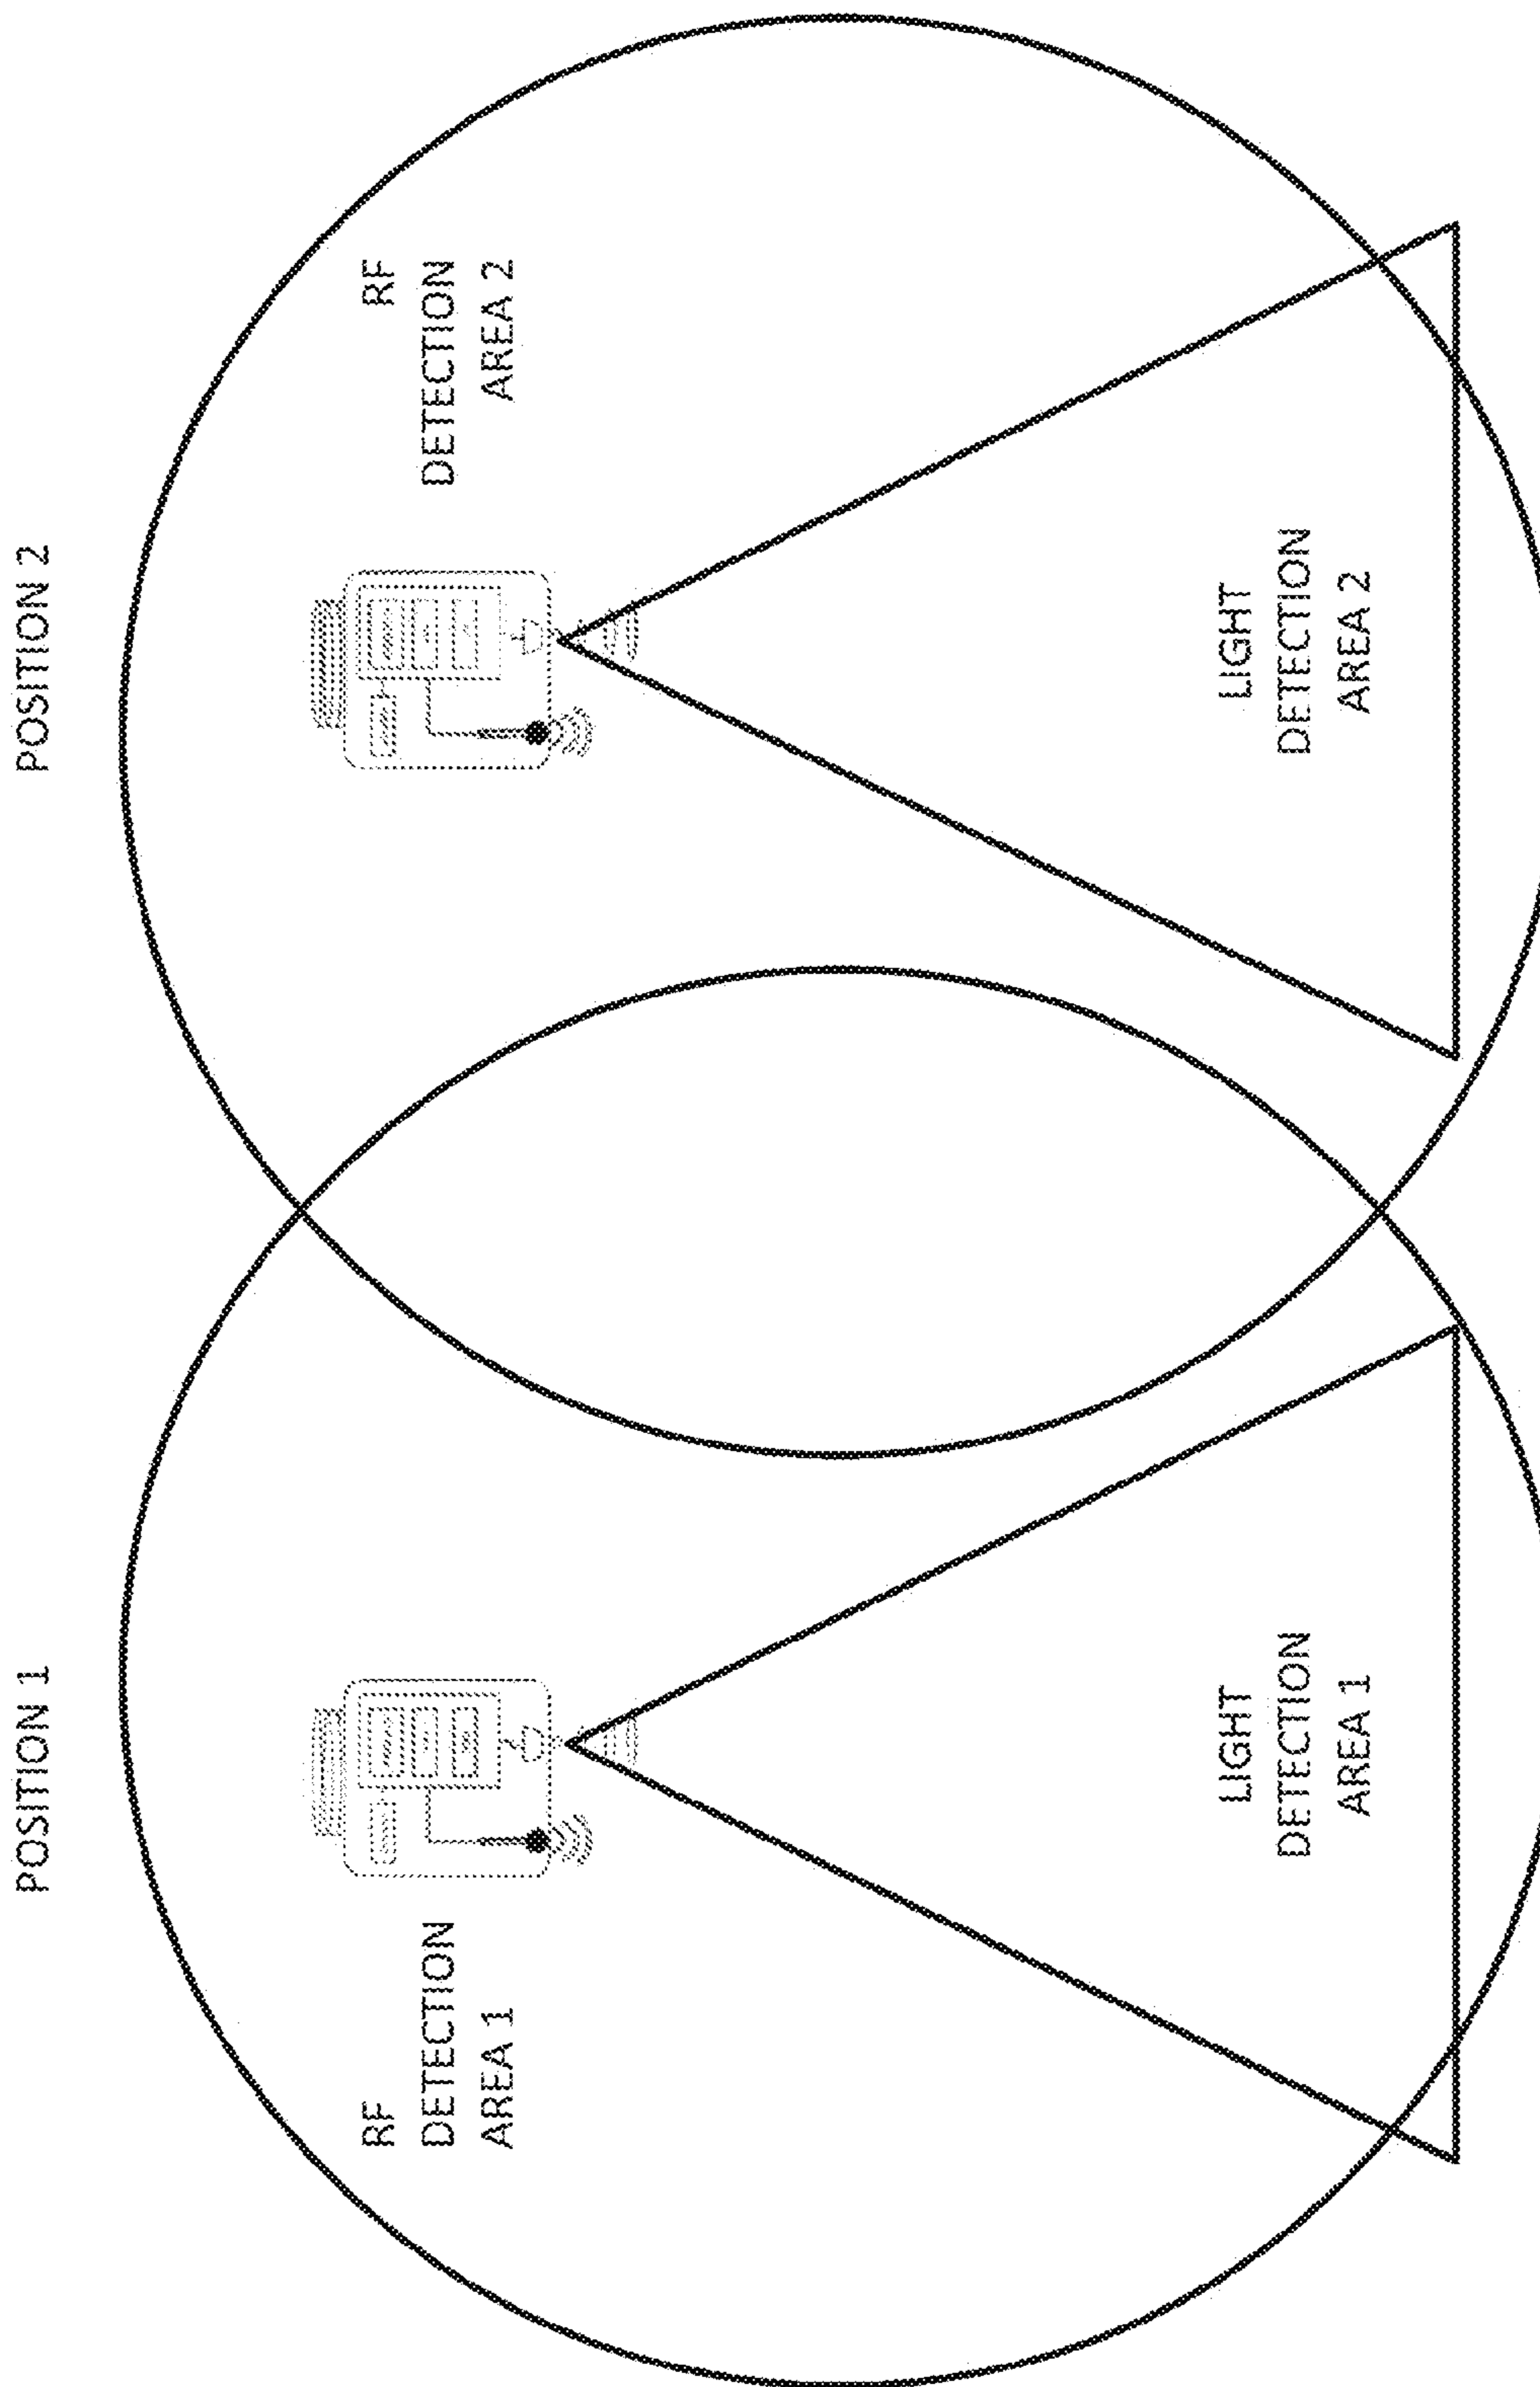 POSITION 1
POSITION 2
RF
DETECTION
AREA 1
RF
DETECTION
AREA 2
LIGHT
DETECTION
AREA 1
LIGHT
DETECTION
AREA 2